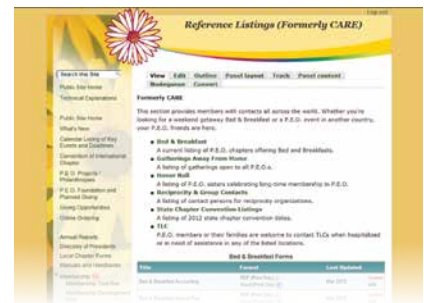 Log out
Reference Listings (Formerly CARE)
Search this Site
Public Site Home
Technical Explanations
Public Site Home
What's New
Calendar Listing of Key
Events and Deadlines
Convention of International
Chapter
P.E.O. Projects /
Philanthropies
P.E.O. Foundation and
Planned Giving
Giving Opportunities
Online Ordering
Annual Reports
Directory of Presidents
Local Chapter Forms
Manuals and Handbooks
Membership
View Edit Outline Panel layout Track Panel content
Nodequeue Convert
Formerly CARE
This section provides members with contacts all across the world. Whether you're
looking for a weekend getaway Bed & Breakfast or a P.E.O. event in another country,
your P.E.O. friends are here.
Bed & Breakfast
A current listing of P.E.O. chapters offering Bed and Breakfasts.
Gatherings Away From Home
A listing of gatherings open to all P.E.O.s.
Honor Roll
A listing of P.E.O. sisters celebrating long-time membership in P.E.O.
Reciprocity & Group Contacts
A listing of contact persons for reciprocity organizations.
State Chapter Convention Listings
A listing of 2012 state chapter convention dates.
TLC
P.E.O. members or their families are welcome to contact TLCs when hospitalized
or in need of assistance in any of the listed locations.
Bed & Breakfast Forms
Title Format Last Updated
Bed & Breakfast Accounting